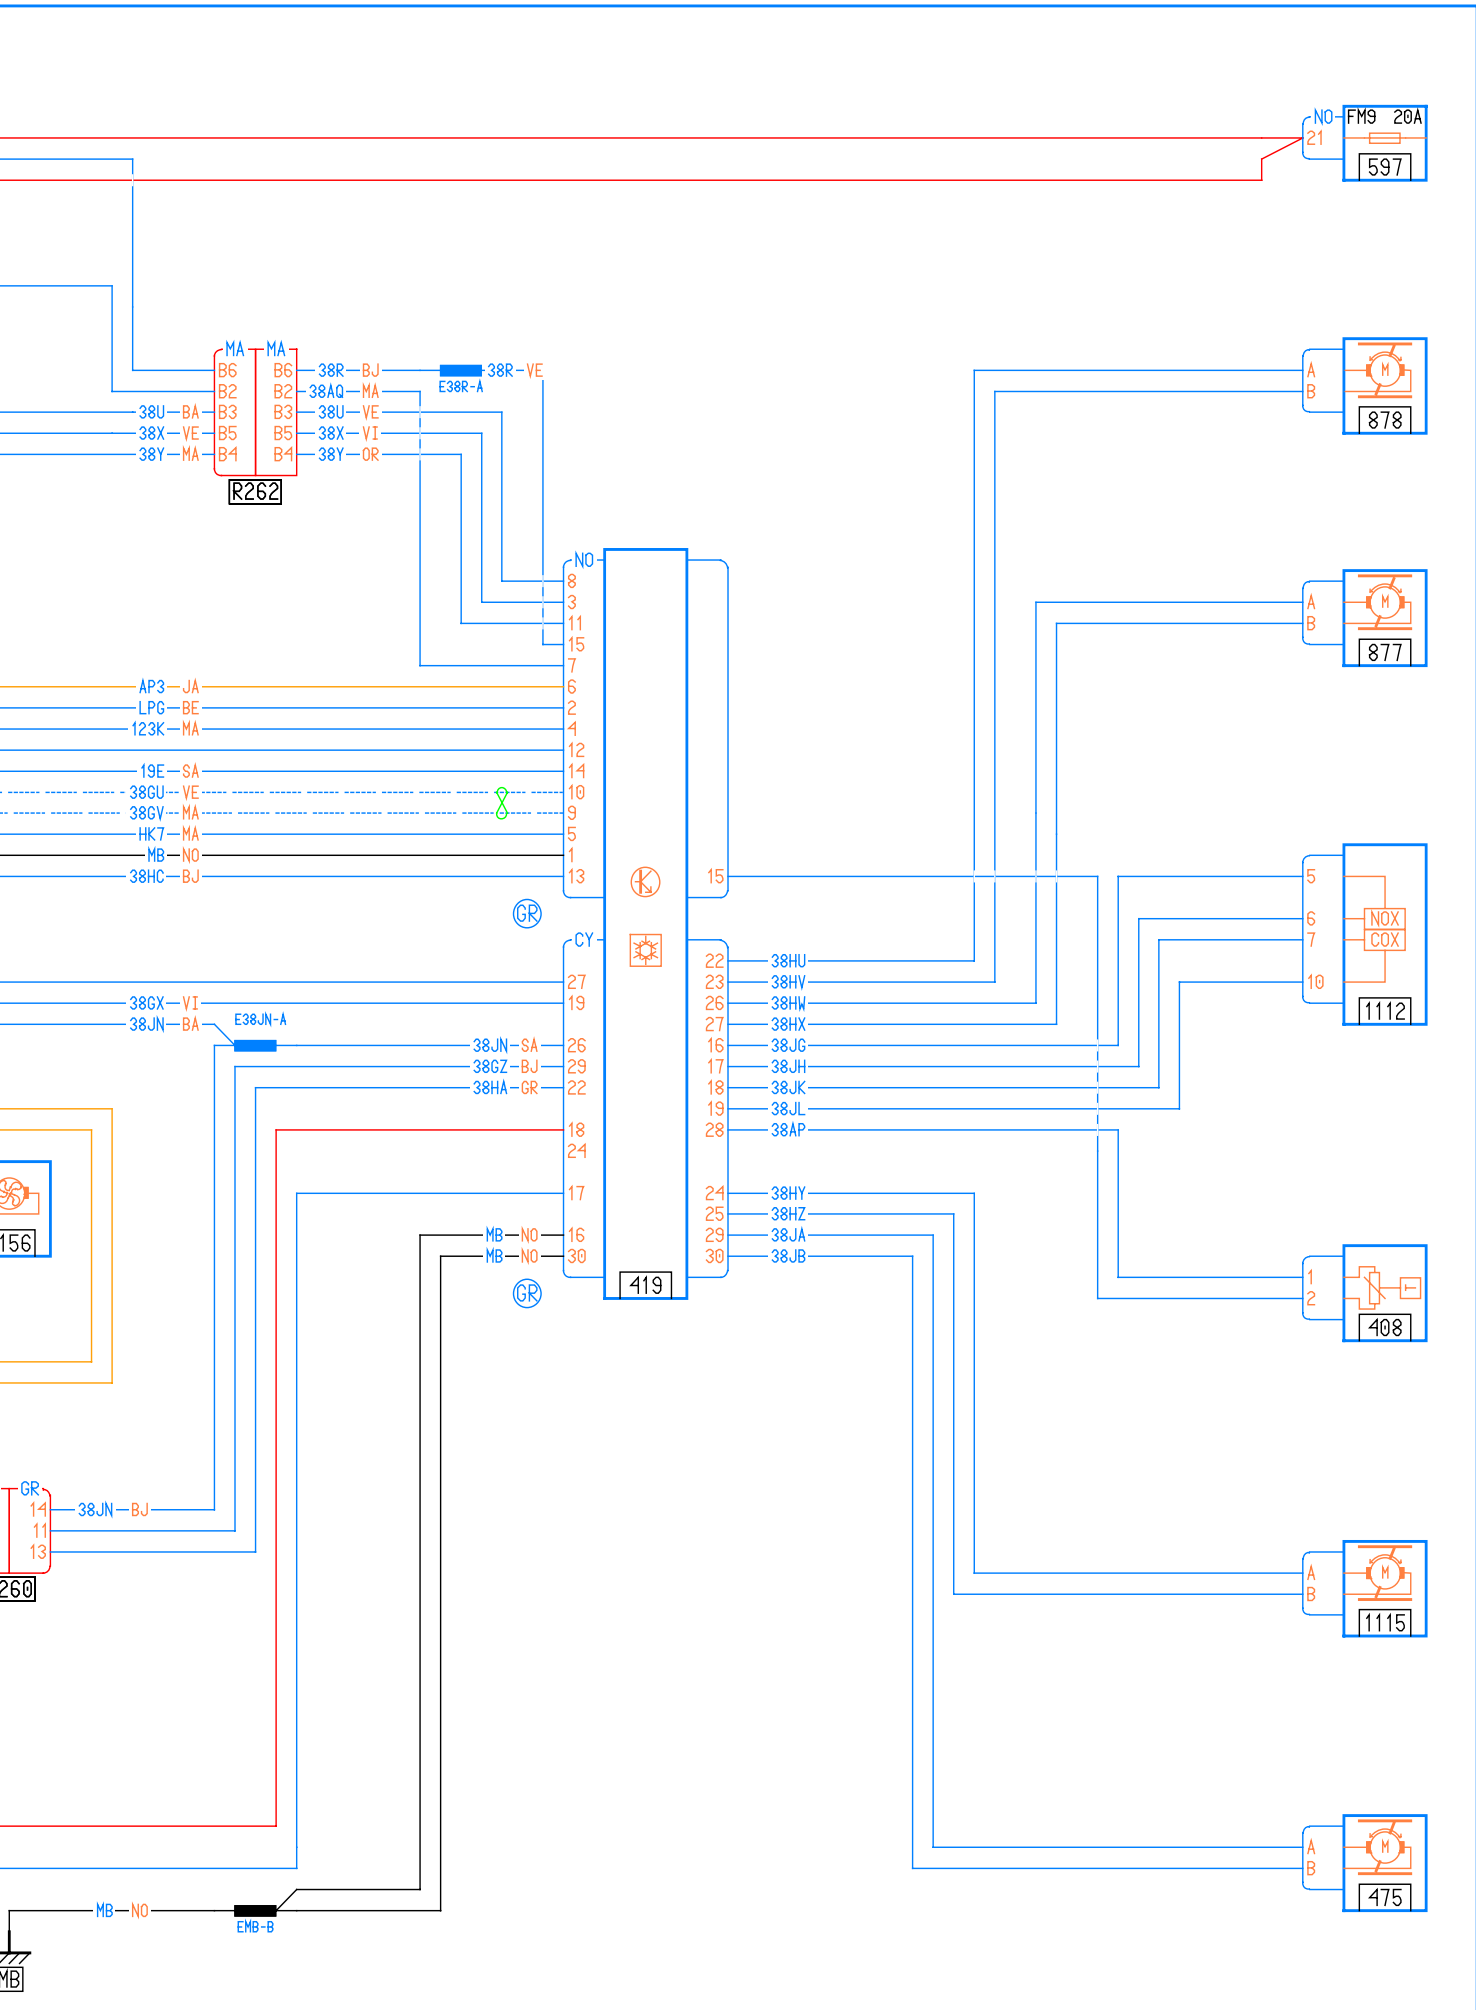 NO FM9 20A
21
597
MA MA
B6 B6 38R BJ 38R VE
B2 B2 38AQ MA E38R-A
38U BA B3 B3 38U VE
38X VE B5 B5 38X VI
38Y MA B4 B4 38Y OR
R262
A M
B
878
NO
8
3
11
15
7
AP3 JA 6
LPG BE 2
123K MA 4
12
19E SA 14
38GU VE 10
38GV MA 9
HK7 MA 5
MB NO 1
38HC BJ 13
15
GR
A M
B
877
5
6 NOX
7 COX
10
1112
CY
22 38HU
27 23 38HV
38GX VI 19 26 38HW
38JN BA E38JN-A 27 38HX
38JN SA 26 16 38JG
38GZ BJ 29 17 38JH
38HA GR 22 18 38JK
19 38JL
18 28 38AP
24
17 24 38HY
25 38HZ
MB NO 16 29 38JA
MB NO 30 30 38JB
GR
419
156
1
2 T
408
GR
14 38JN BJ
11
13
260
A M
B
1115
A M
B
475
MB NO
EMB-B
MB